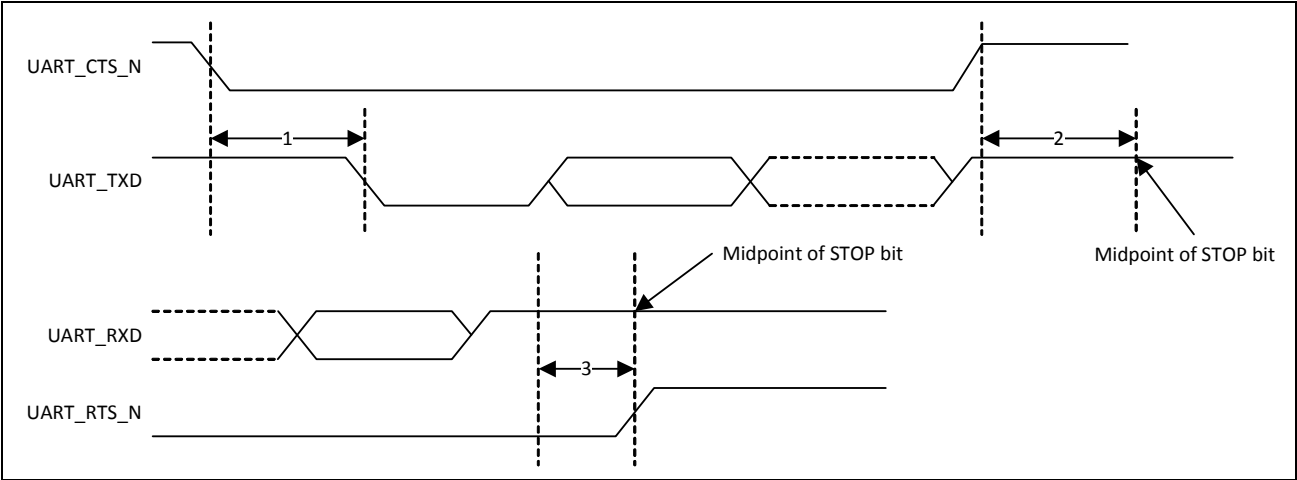 UART_CTS_N
1
2
UART_TXD
Midpoint of STOP bit
Midpoint of STOP bit
UART_RXD
3
UART_RTS_N